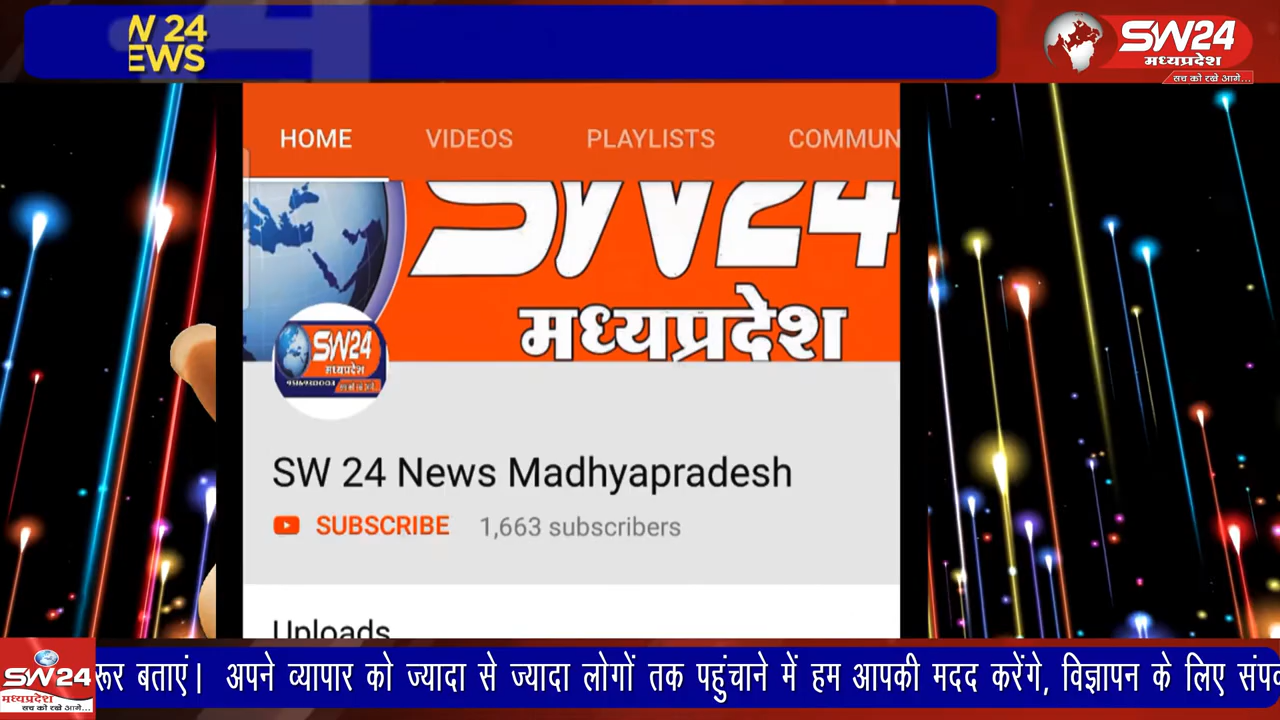 W 24
EWS
SW24
मध्यप्रदेश
सच को रखे आगे...
HOME VIDEOS PLAYLISTS COMMUN
SW24
मध्यप्रदेश
SW24
मध्यप्रदेश
SW 24 News Madhyapradesh
SUBSCRIBE 1,663 subscribers
Uploads
SW24
मध्यप्रदेश
सच को रखे आगे...
रूर बताएं। अपने व्यापार को ज्यादा से ज्यादा लोगों तक पहुंचाने में हम आपकी मदद करेंगे, विज्ञापन के लिए संपव